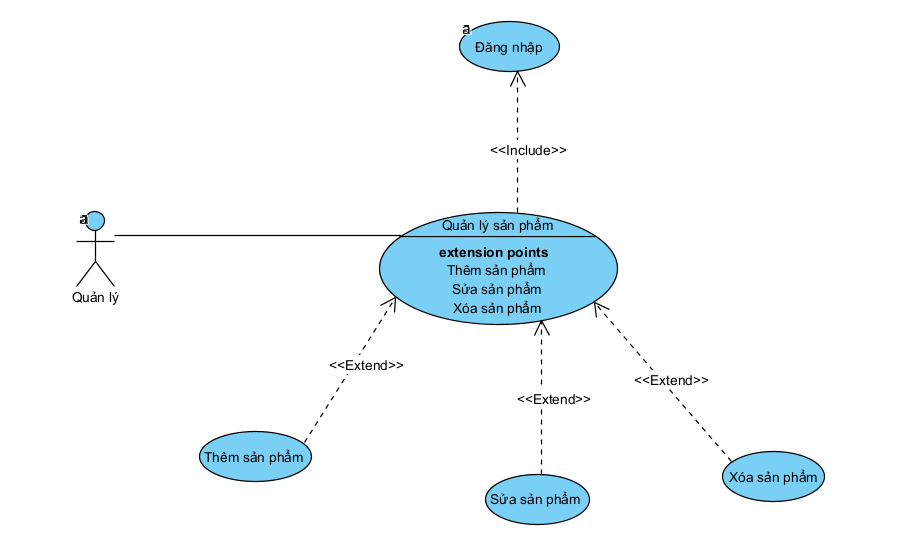 a
Đăng nhập
<<Include>>
a
Quản lý
Quản lý sản phẩm
extension points
Thêm sản phẩm
Sửa sản phẩm
Xóa sản phẩm
<<Extend>>
<<Extend>>
<<Extend>>
Thêm sản phẩm
Sửa sản phẩm
Xóa sản phẩm